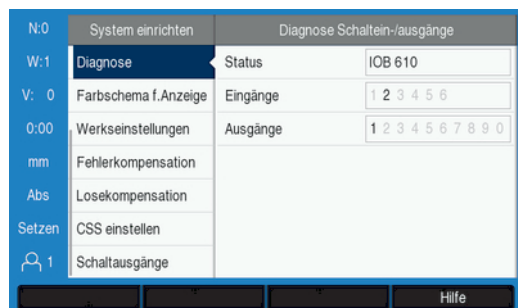 N:0
W:1
V: 0
0:00
mm
Abs
Setzen
1
System einrichten
Diagnose
Farbschema f.Anzeige
Werkseinstellungen
Fehlerkompensation
Losekompensation
CSS einstellen
Schaltausgänge
Diagnose Schaltein-/ausgänge
Status IOB 610
Eingänge 1 2 3 4 5 6
Ausgänge 1 2 3 4 5 6 7 8 9 0
Hilfe